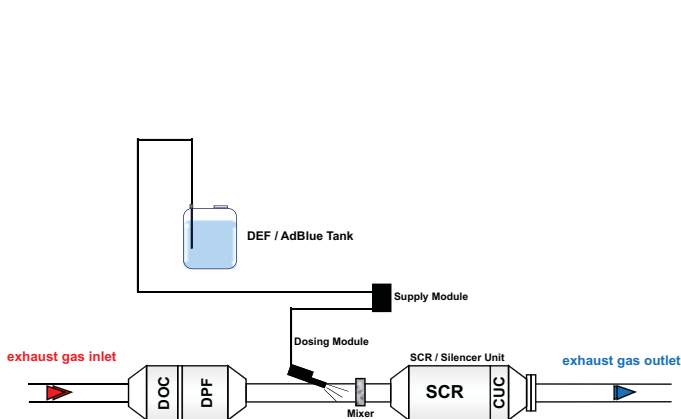 DEF / AdBlue Tank
Supply Module
Dosing Module
exhaust gas inlet
SCR / Silencer Unit
exhaust gas outlet
DOC
DPF
SCR
CUC
Mixer